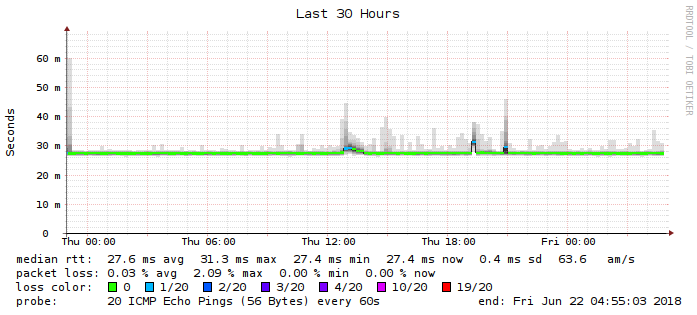 Last 30 Hours
RRDTOOL / TOBI OETIKER
Seconds
60 m
50 m
40 m
30 m
20 m
10 m
0
Thu 00:00 Thu 06:00 Thu 12:00 Thu 18:00 Fri 00:00
median rtt: 27.6 ms avg 31.3 ms max 27.4 ms min 27.4 ms now 0.4 ms sd 63.6 am/s
packet loss: 0.03 % avg 2.09 % max 0.00 % min 0.00 % now
loss color: 0 1/20 2/20 3/20 4/20 10/20 19/20
probe: 20 ICMP Echo Pings (56 Bytes) every 60s end: Fri Jun 22 04:55:03 2018